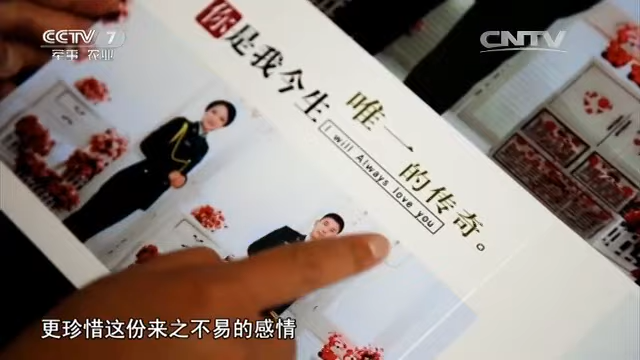 CCTV 7
军事 农业
CNTV
你是我今生
唯一
的传奇。
I will Always love you
更珍惜这份来之不易的感情